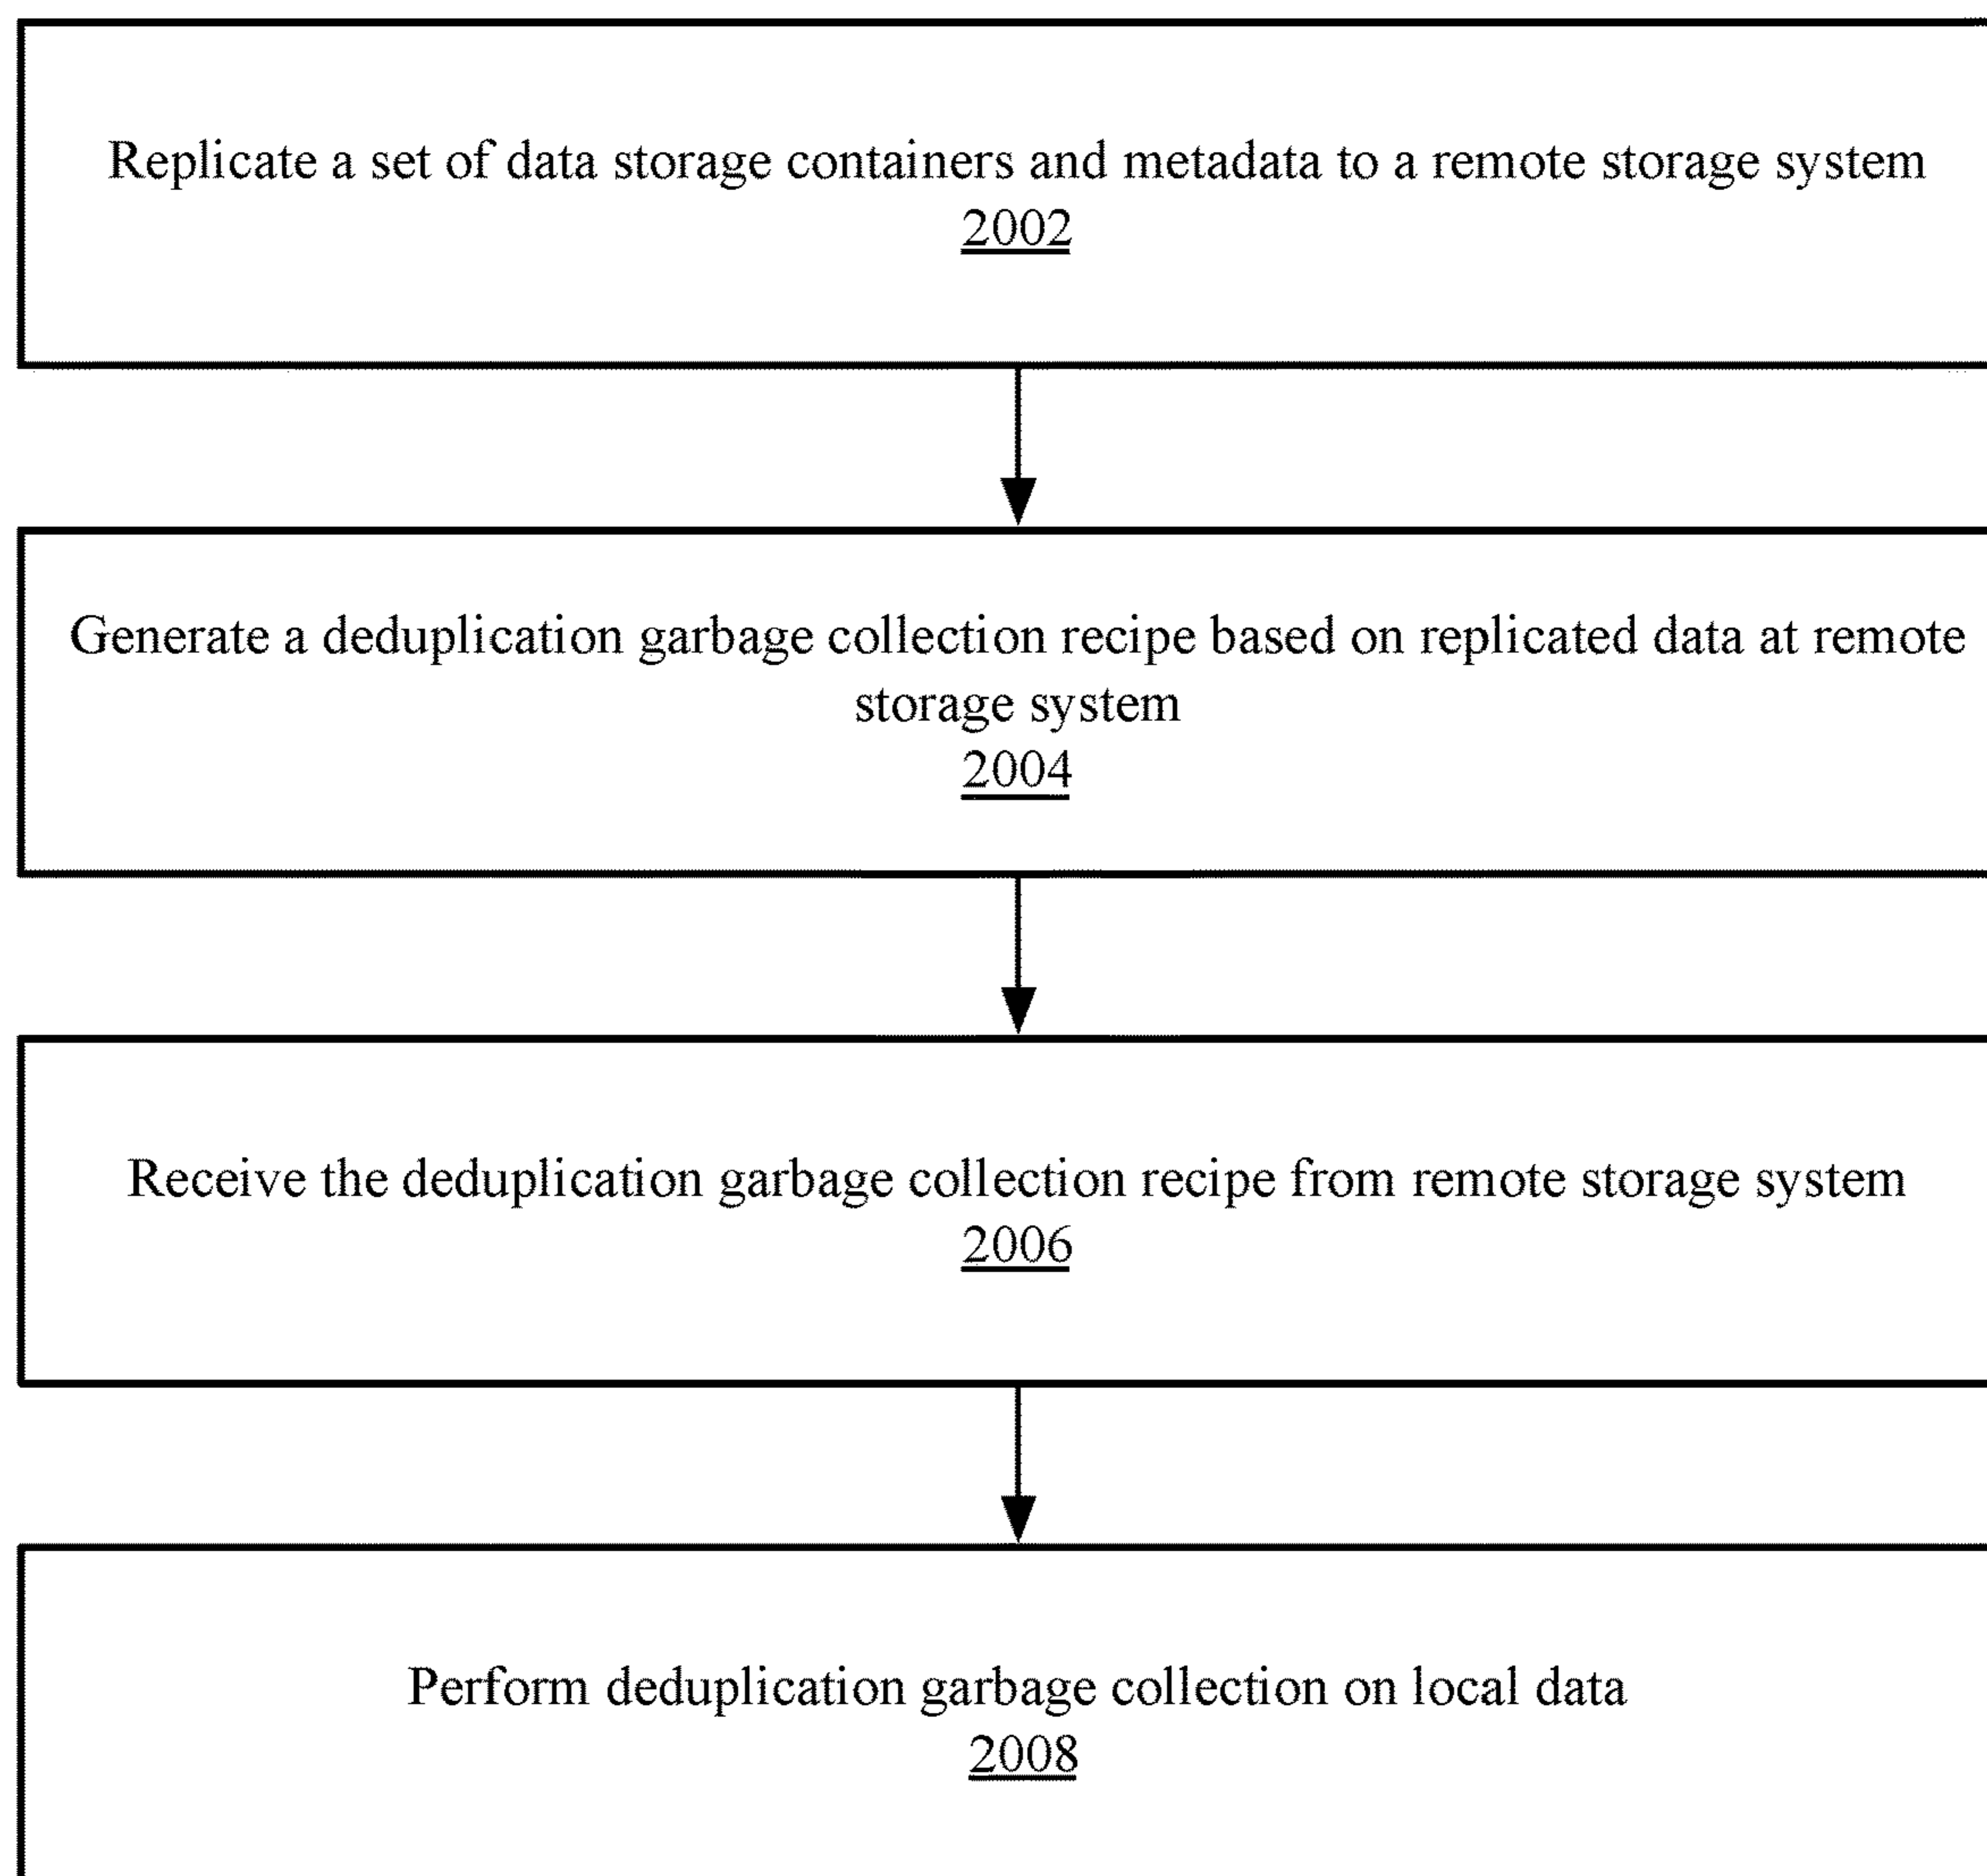 Replicate a set of data storage containers and metadata to a remote storage system
2002
Generate a deduplication garbage collection recipe based on replicated data at remote
storage system
2004
Receive the deduplication garbage collection recipe from remote storage system
2006
Perform deduplication garbage collection on local data
2008